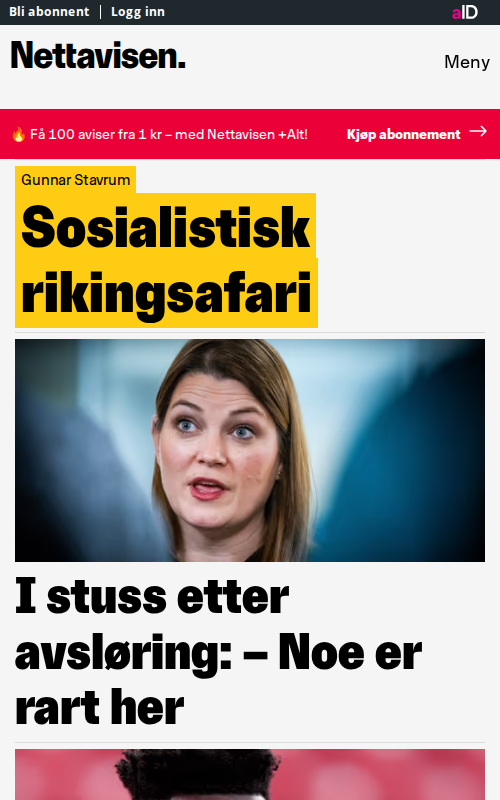 Bli abonnent | Logg inn
aID
Nettavisen.
Meny
🔥 Få 100 aviser fra 1 kr – med Nettavisen +Alt!
Kjøp abonnement →
Gunnar Stavrum
Sosialistisk
rikingsafari
I stuss etter
avsløring: – Noe er
rart her